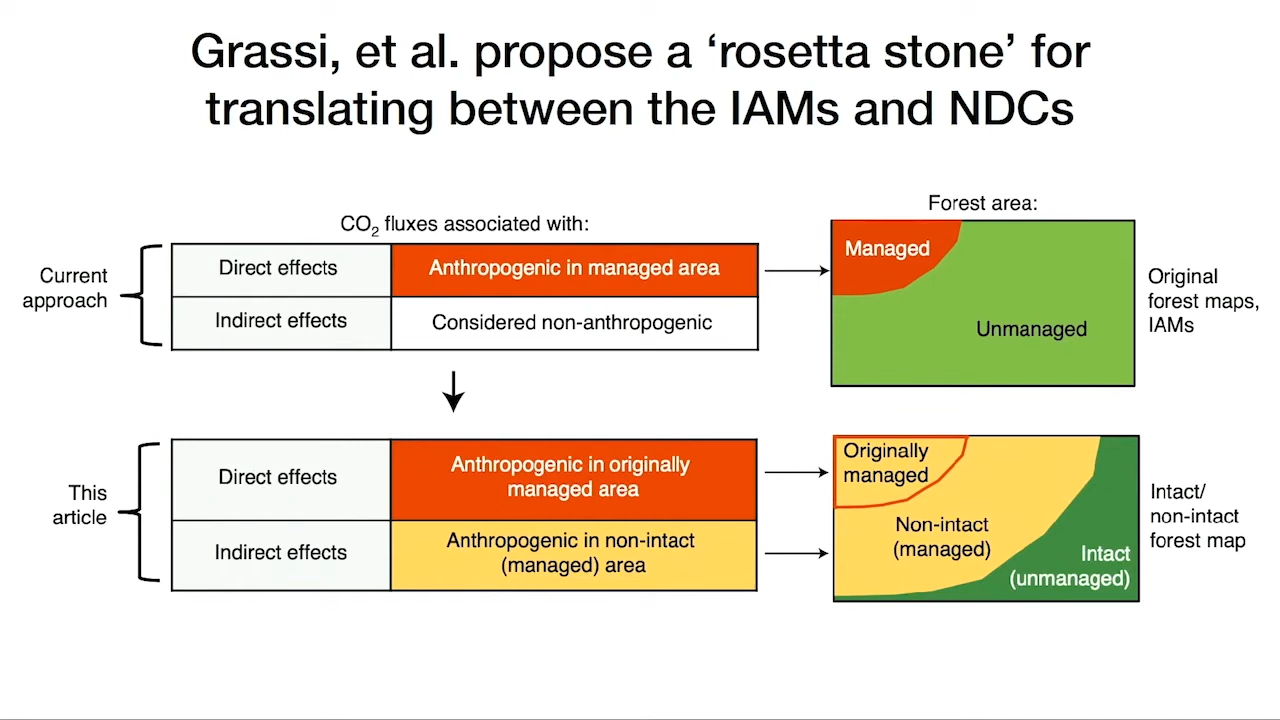 Grassi, et al. propose a ‘rosetta stone’ for
translating between the IAMs and NDCs
CO2 fluxes associated with:
Forest area:
Current
approach
Direct effects
Anthropogenic in managed area
Indirect effects
Considered non-anthropogenic
Managed
Unmanaged
Original
forest maps,
IAMs
This
article
Direct effects
Anthropogenic in originally
managed area
Indirect effects
Anthropogenic in non-intact
(managed) area
Originally
managed
Non-intact
(managed)
Intact
(unmanaged)
Intact/
non-intact
forest map